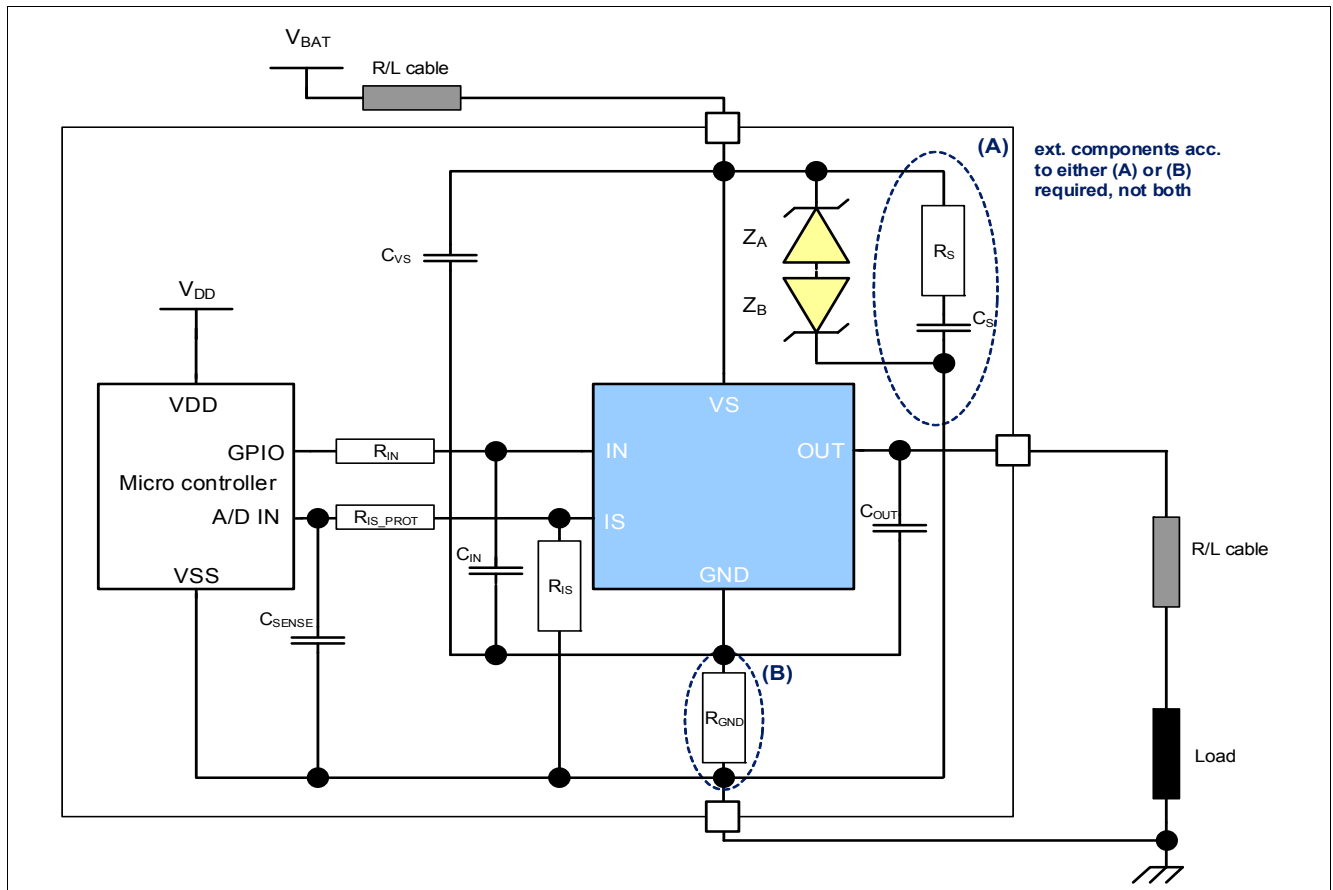 VBAT
R/L cable
(A)
ext. components acc.
to either (A) or (B)
required, not both
ZA
RS
CVS
VDD
ZB
CS
VDD
VS
GPIO
RIN
IN
OUT
Micro controller
A/D IN
RIS_PROT
IS
COUT
R/L cable
CIN
VSS
GND
RIS
CSENSE
(B)
RGND
Load